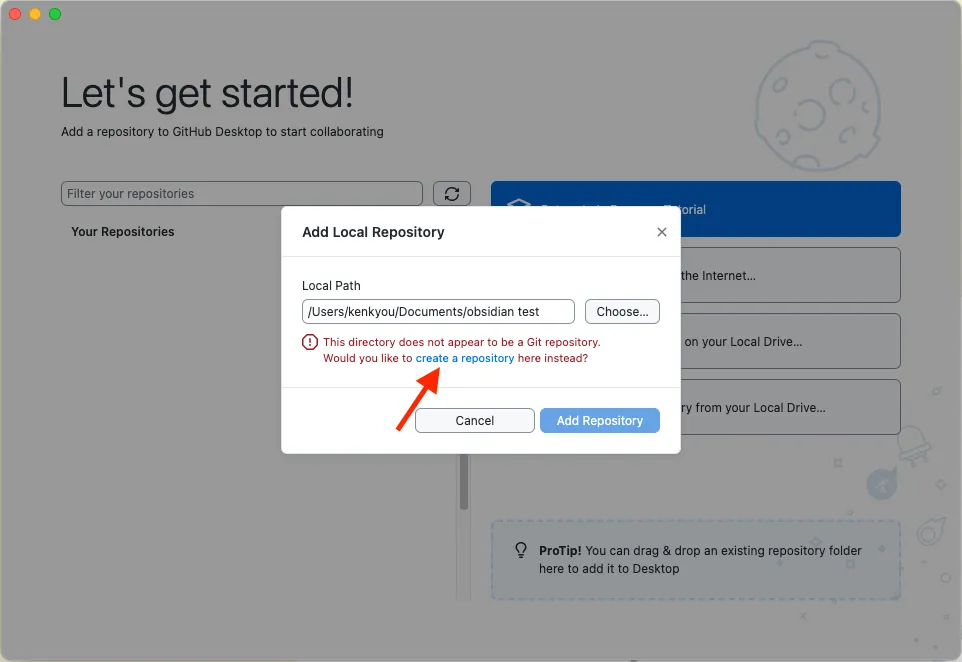 Let's get started!
Add a repository to GitHub Desktop to start collaborating
Filter your repositories
Your Repositories
torial
Add Local Repository
the Internet...
Local Path
/Users/kenkyou/Documents/obsidian test
Choose...
This directory does not appear to be a Git repository.
Would you like to create a repository here instead?
on your Local Drive...
ry from your Local Drive...
Cancel
Add Repository
ProTip! You can drag & drop an existing repository folder
here to add it to Desktop